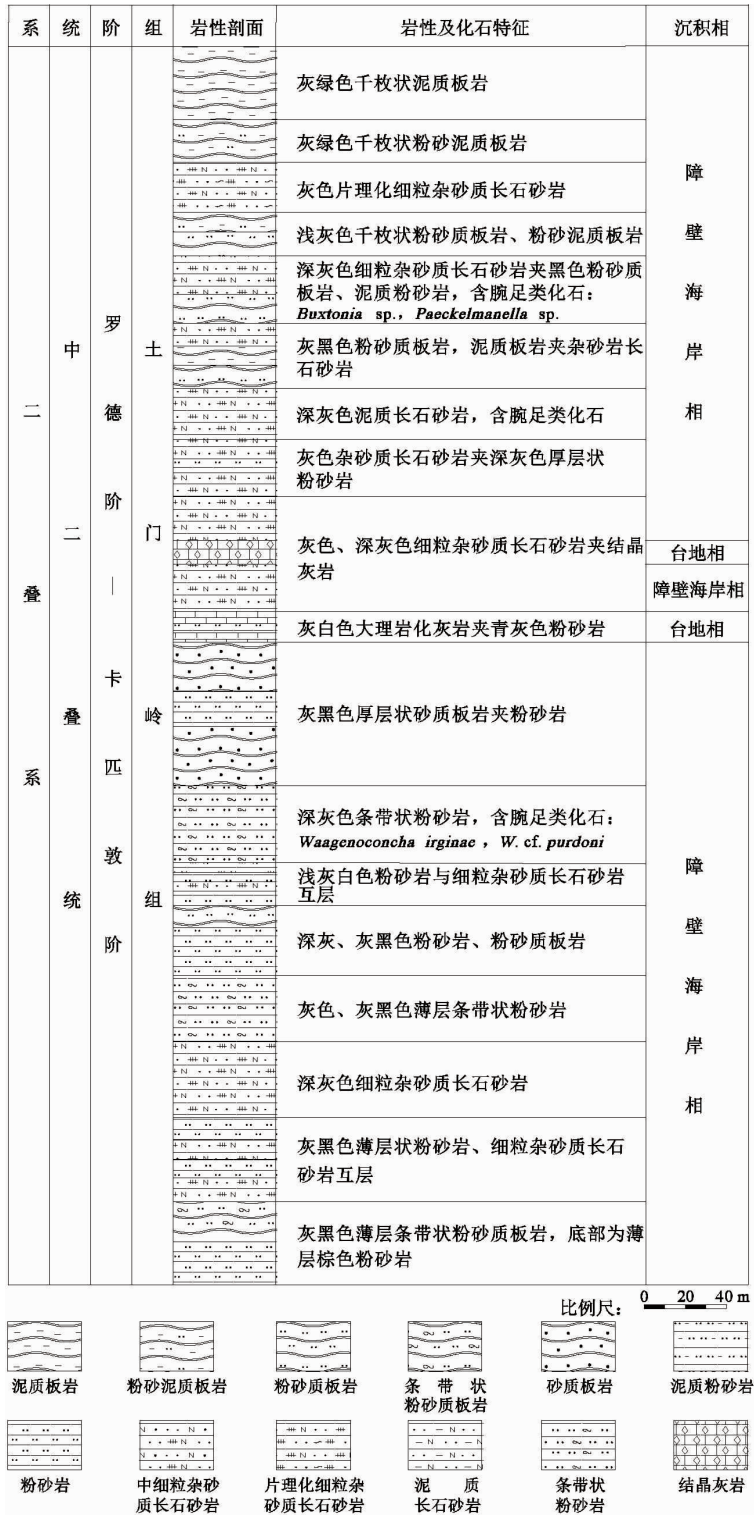 系 统 阶 组 岩性剖面 岩性及化石特征 沉积相
二叠系
中二叠统
罗德阶—卡匹敦阶
土门岭组
灰绿色千枚状泥质板岩
灰绿色千枚状粉砂泥质板岩
灰色片理化细粒杂砂质长石砂岩
浅灰色千枚状粉砂质板岩、粉砂泥质板岩
深灰色细粒杂砂质长石砂岩夹黑色粉砂质
板岩、泥质粉砂岩,含腕足类化石:
Buxtonia sp., Paeckelmanella sp.
灰黑色粉砂质板岩,泥质板岩夹杂砂岩长
石砂岩
深灰色泥质长石砂岩,含腕足类化石
灰色杂砂质长石砂岩夹深灰色厚层状
粉砂岩
障壁海岸相
灰色、深灰色细粒杂砂质长石砂岩夹结晶
灰岩
台地相
障壁海岸相
灰白色大理岩化灰岩夹青灰色粉砂岩
台地相
灰黑色厚层状砂质板岩夹粉砂岩
深灰色条带状粉砂岩,含腕足类化石:
Waagenoconcha irginae, W. cf. purdoni
浅灰白色粉砂岩与细粒杂砂质长石砂岩
互层
深灰、灰黑色粉砂岩、粉砂质板岩
灰色、灰黑色薄层条带状粉砂岩
深灰色细粒杂砂质长石砂岩
灰黑色薄层状粉砂岩、细粒杂砂质长石
砂岩互层
灰黑色薄层条带状粉砂质板岩,底部为薄
层棕色粉砂岩
障壁海岸相
比例尺: 0 20 40 m
泥质板岩
粉砂泥质板岩
粉砂质板岩
条带状
粉砂质板岩
砂质板岩
泥质粉砂岩
粉砂岩
中细粒杂砂
质长石砂岩
片理化细粒杂
砂质长石砂岩
泥质
长石砂岩
条带状
粉砂岩
结晶灰岩